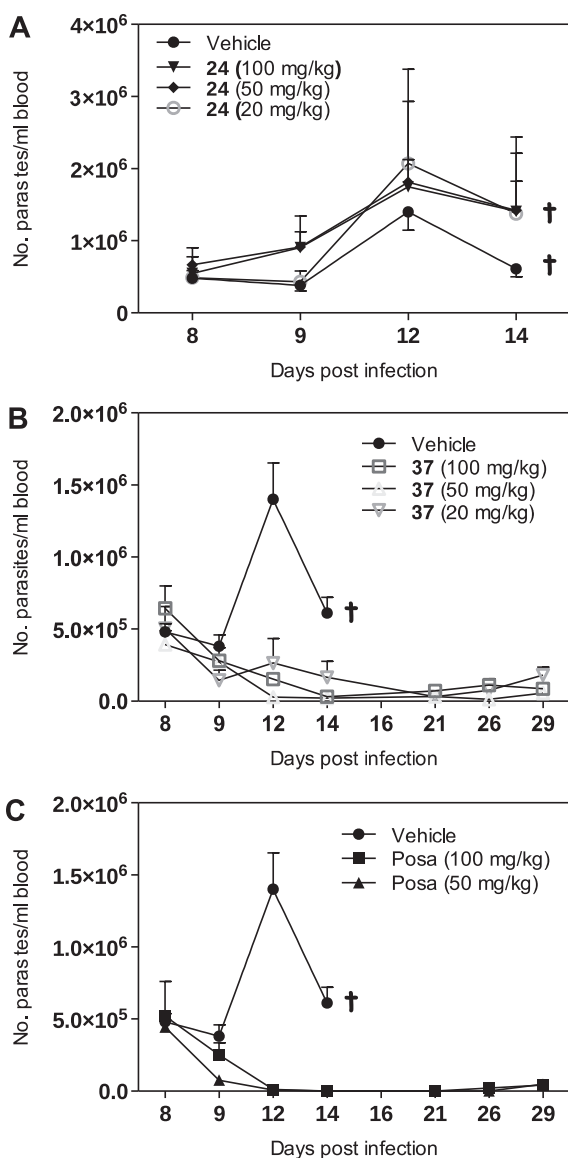 A
4×10⁶
3×10⁶
2×10⁶
1×10⁶
0
No. paras tes/ml blood
Vehicle
24 (100 mg/kg)
24 (50 mg/kg)
24 (20 mg/kg)
†
†
8 9 12 14
Days post infection
B
2.0×10⁶
1.5×10⁶
1.0×10⁶
5.0×10⁵
0.0
No. parasites/ml blood
Vehicle
37 (100 mg/kg)
37 (50 mg/kg)
37 (20 mg/kg)
†
8 9 12 14 16 21 26 29
Days post infection
C
2.0×10⁶
1.5×10⁶
1.0×10⁶
5.0×10⁵
0.0
No. paras tes/ml blood
Vehicle
Posa (100 mg/kg)
Posa (50 mg/kg)
†
8 9 12 14 16 21 26 29
Days post infection